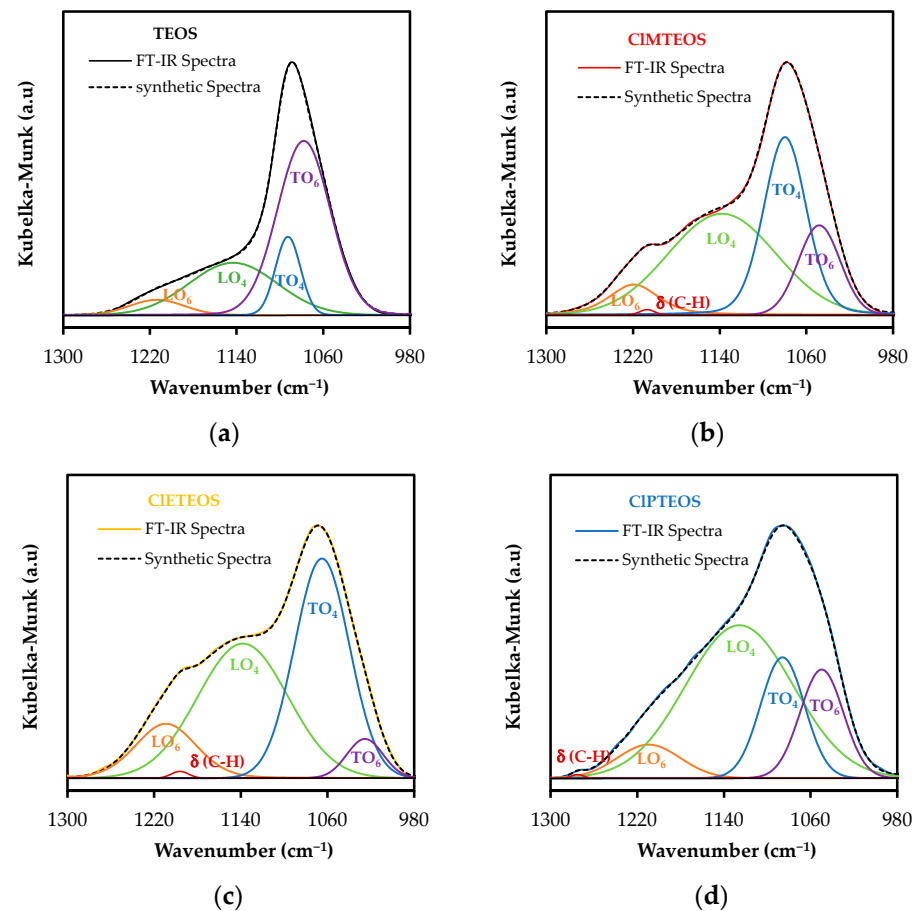 TEOS
FT-IR Spectra
synthetic Spectra
Kubelka-Munk (a.u)
TO₆
LO₄
TO₄
LO₆
1300 1220 1140 1060 980
Wavenumber (cm⁻¹)
(a)
ClMTEOS
FT-IR Spectra
Synthetic Spectra
Kubelka-Munk (a.u)
TO₄
LO₄
TO₆
LO₆
δ (C-H)
1300 1220 1140 1060 980
Wavenumber (cm⁻¹)
(b)
ClETEOS
FT-IR Spectra
Synthetic Spectra
Kubelka-Munk (a.u)
TO₄
LO₄
LO₆
δ (C-H)
TO₆
1300 1220 1140 1060 980
Wavenumber (cm⁻¹)
(c)
ClPTEOS
FT-IR Spectra
Synthetic Spectra
Kubelka-Munk (a.u)
LO₄
TO₄
TO₆
δ (C-H)
LO₆
1300 1220 1140 1060 980
Wavenumber (cm⁻¹)
(d)